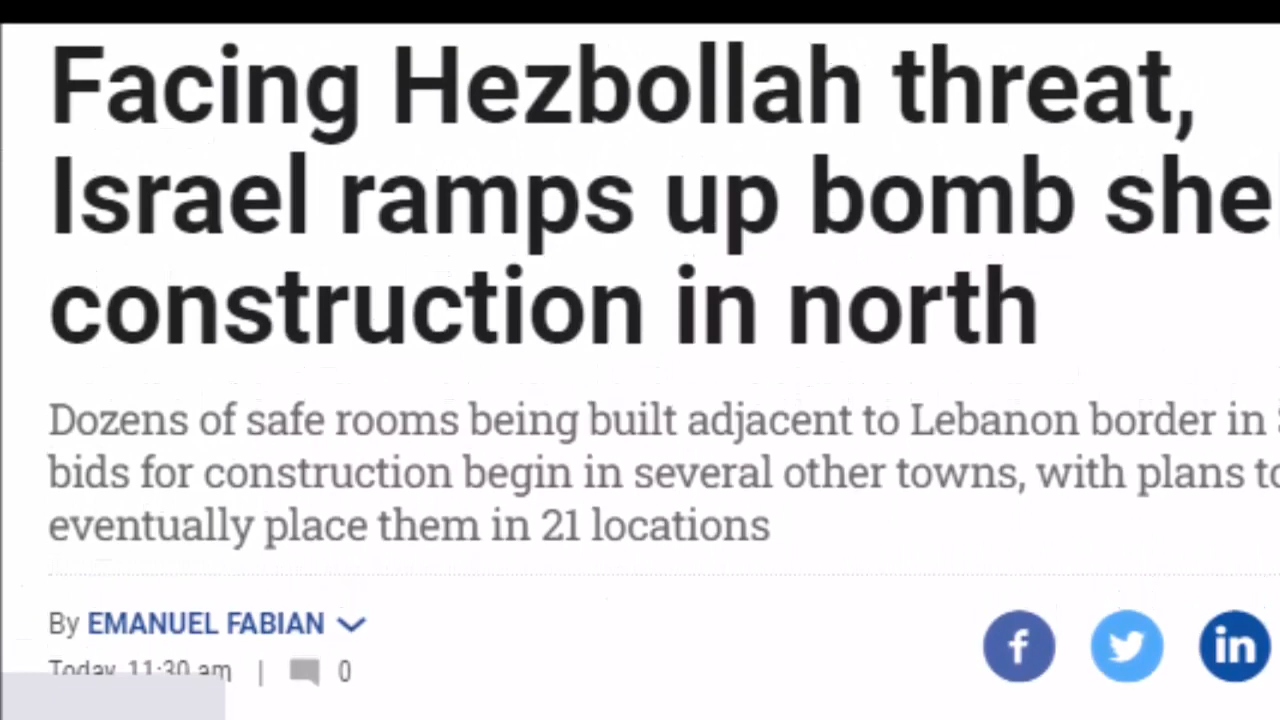 Facing Hezbollah threat,
Israel ramps up bomb
construction in north
Dozens of safe rooms being built adjacent to Lebanon border in
bids for construction begin in several other towns, with plans to
eventually place them in 21 locations
By EMANUEL FABIAN
Today, 11:30 am | 0
f
in